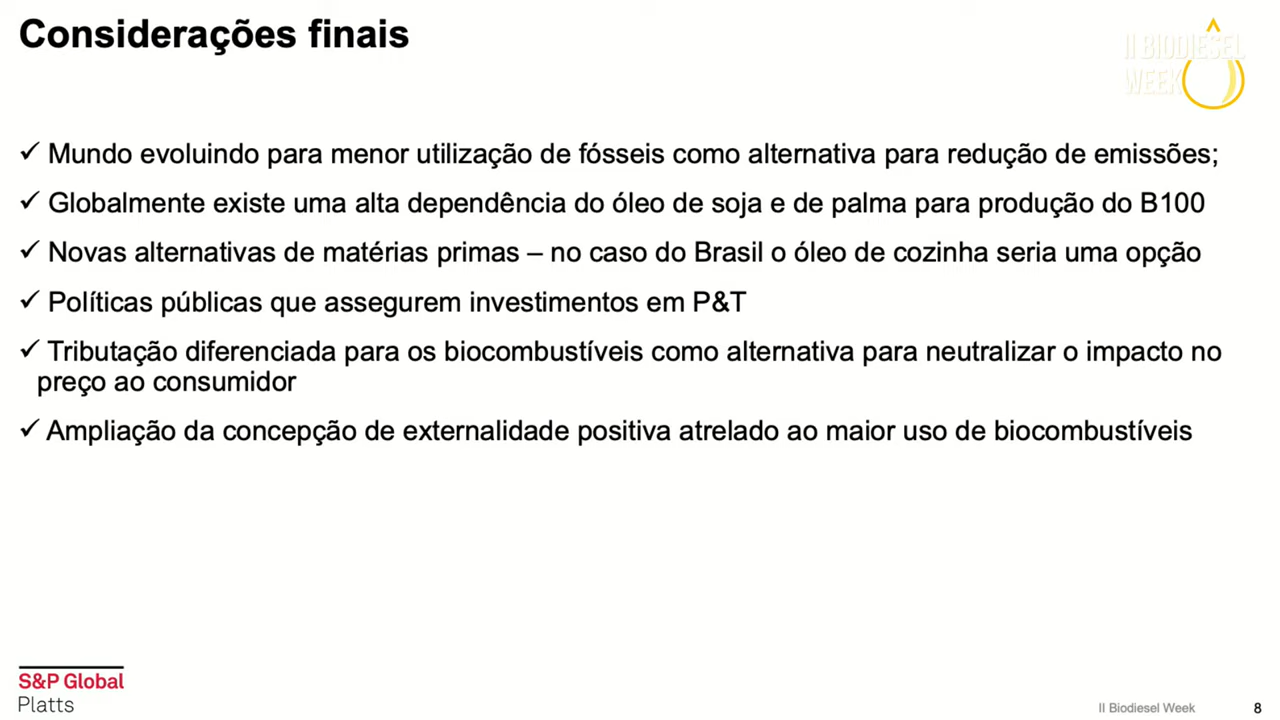 Considerações finais
II BIODIESEL
WEEK
✓ Mundo evoluindo para menor utilização de fósseis como alternativa para redução de emissões;
✓ Globalmente existe uma alta dependência do óleo de soja e de palma para produção do B100
✓ Novas alternativas de matérias primas – no caso do Brasil o óleo de cozinha seria uma opção
✓ Políticas públicas que assegurem investimentos em P&T
✓ Tributação diferenciada para os biocombustíveis como alternativa para neutralizar o impacto no
preço ao consumidor
✓ Ampliação da concepção de externalidade positiva atrelado ao maior uso de biocombustíveis
S&P Global
Platts
II Biodiesel Week
8